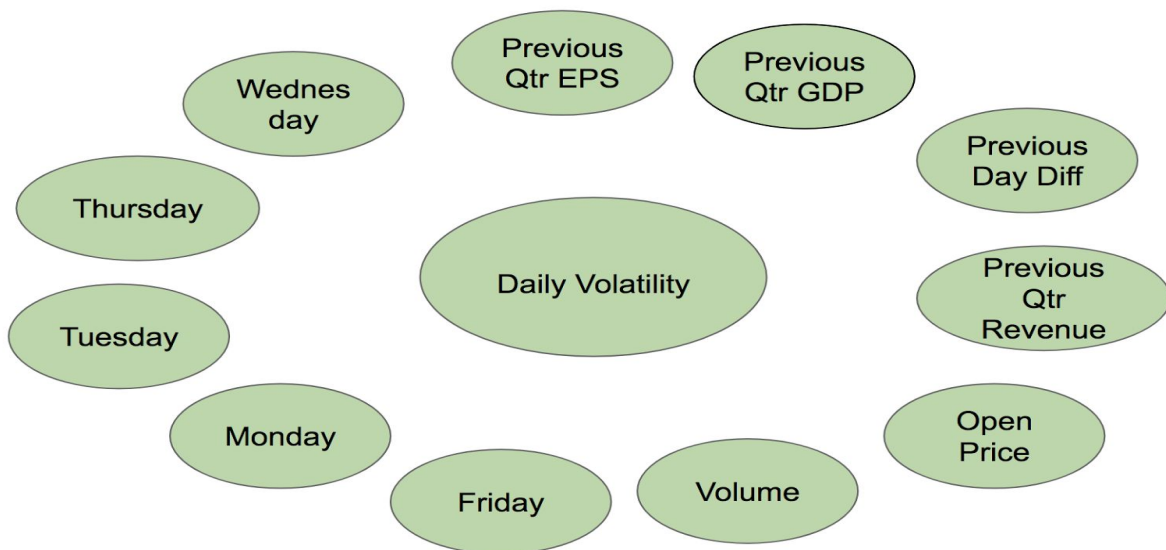 Previous
Qtr EPS
Previous
Qtr GDP
Wednes
day
Previous
Day Diff
Thursday
Daily Volatility
Previous
Qtr
Revenue
Tuesday
Monday
Open
Price
Friday
Volume